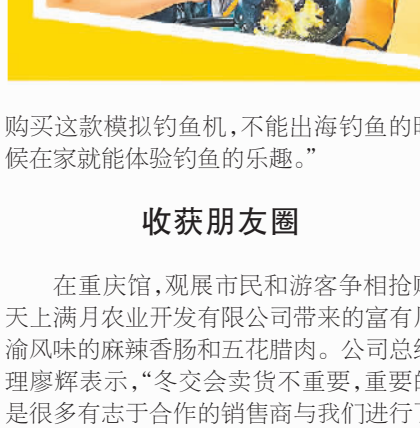 购买这款模拟钓鱼机，不能出海钓鱼的时
候在家就能体验钓鱼的乐趣。”
收获朋友圈
在重庆馆，观展市民和游客争相抢购
天上满月农业开发有限公司带来的富有川
渝风味的麻辣香肠和五花腊肉。公司总经
理廖辉表示，“冬交会卖货不重要，重要的
是很多有志于合作的销售商与我们进行了